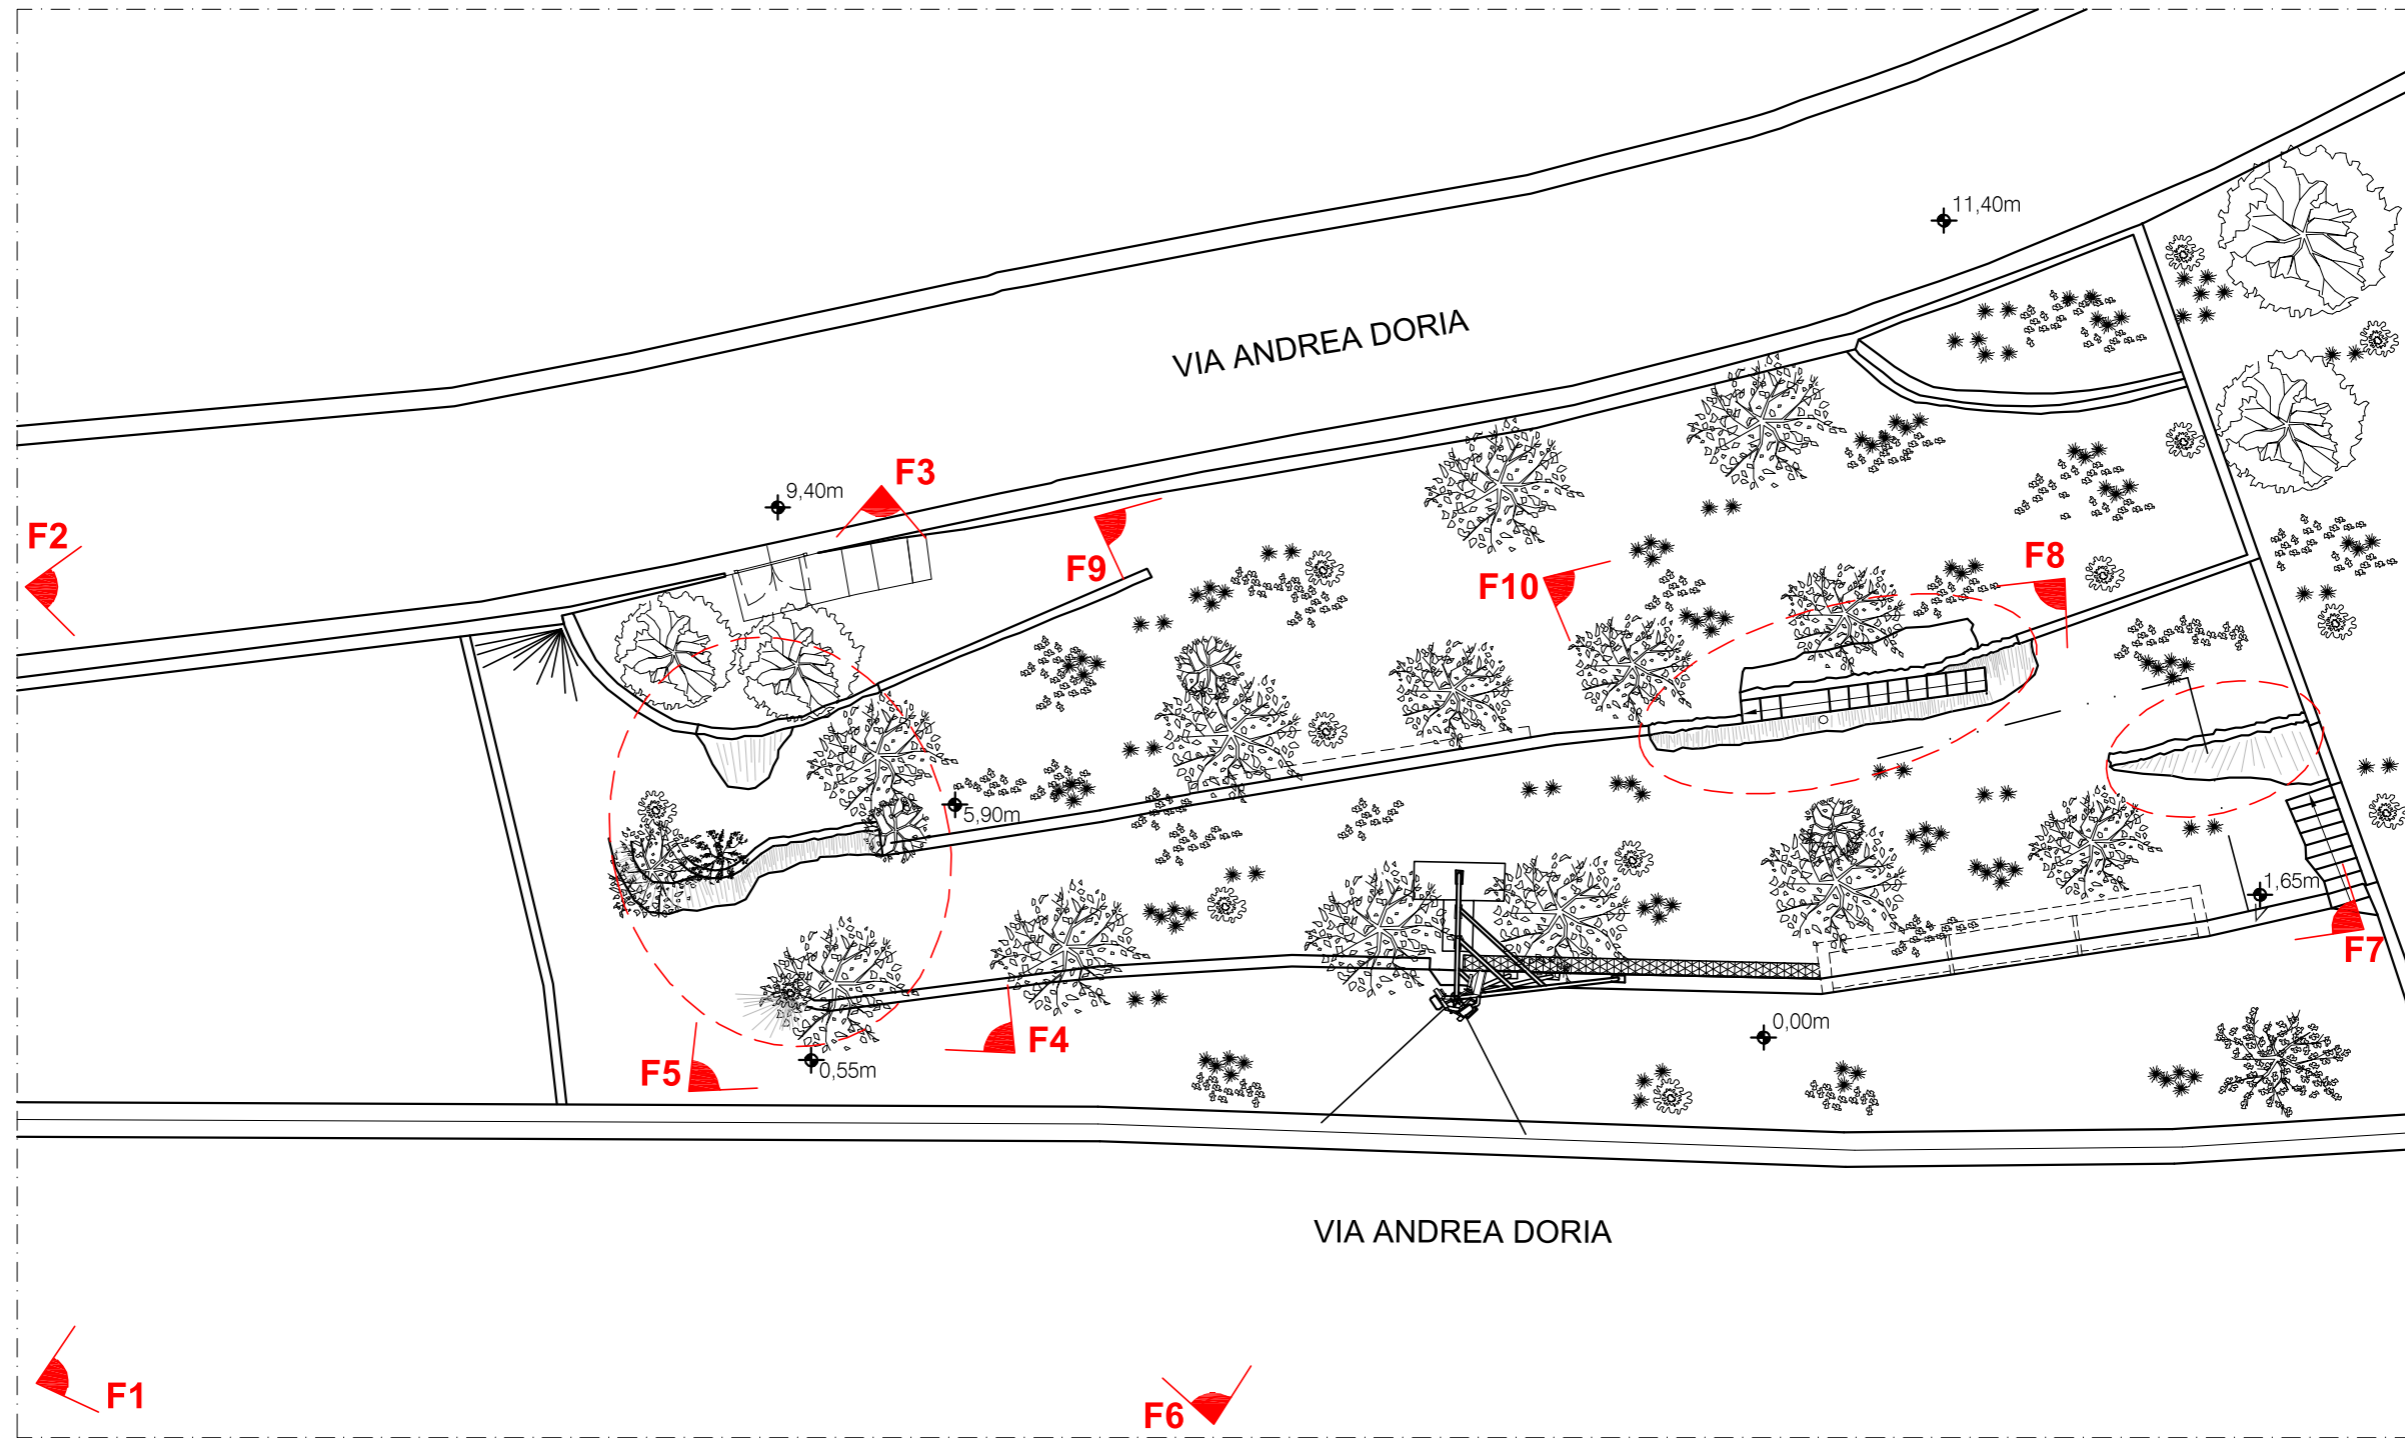 11,40m
VIA ANDREA DORIA
F3
9,40m
F2
F9
F10
F8
5,90m
1,65m
F7
0,00m
F4
F5
0,55m
VIA ANDREA DORIA
F1
F6